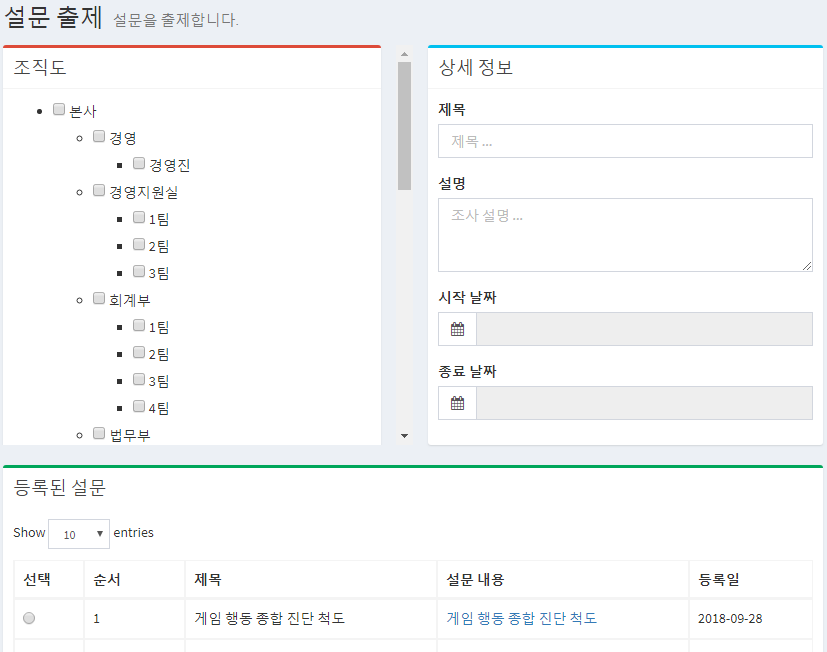 설문 출제 설문을 출제합니다.
조직도
본사
경영
경영진
경영지원실
1팀
2팀
3팀
회계부
1팀
2팀
3팀
4팀
법무부
상세 정보
제목
제목 ...
설명
조사 설명 ...
시작 날짜
종료 날짜
등록된 설문
Show 10 entries
선택 순서 제목 설문 내용 등록일
1 게임 행동 종합 진단 척도 게임 행동 종합 진단 척도 2018-09-28